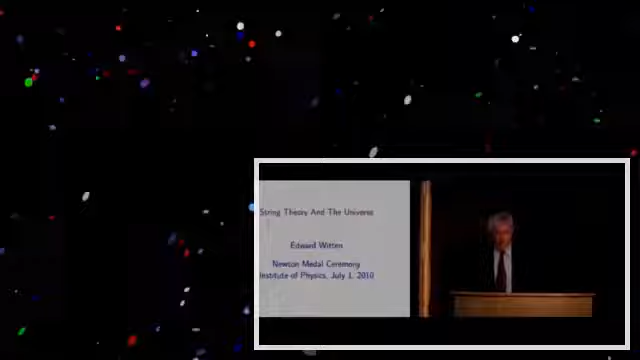 String Theory And The Universe
Edward Witten
Newton Medal Ceremony
Institute of Physics, July 1, 2010